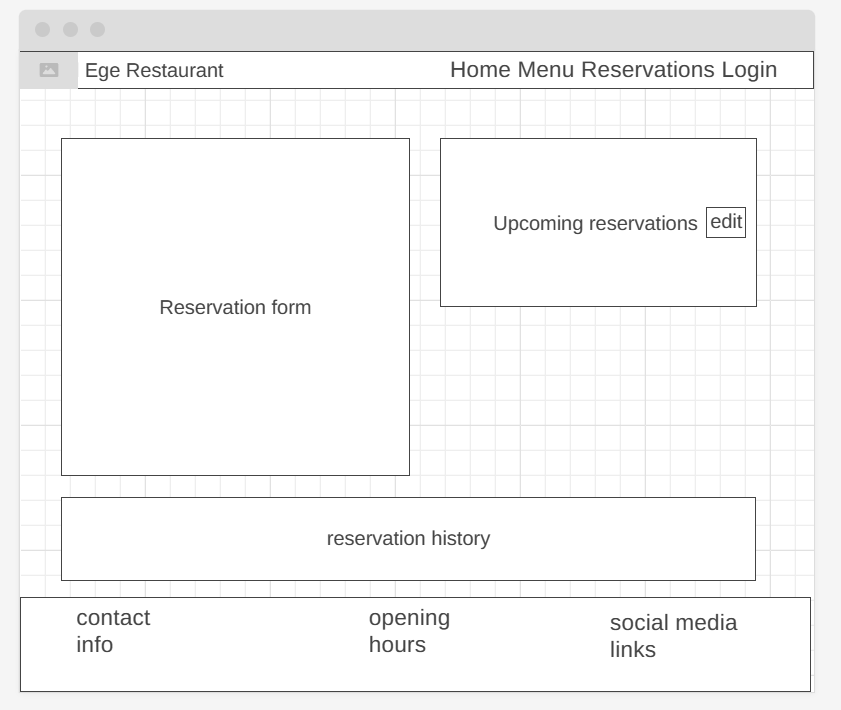 Ege Restaurant
Home Menu Reservations Login
Upcoming reservations
edit
Reservation form
reservation history
contact
info
opening
hours
social media
links